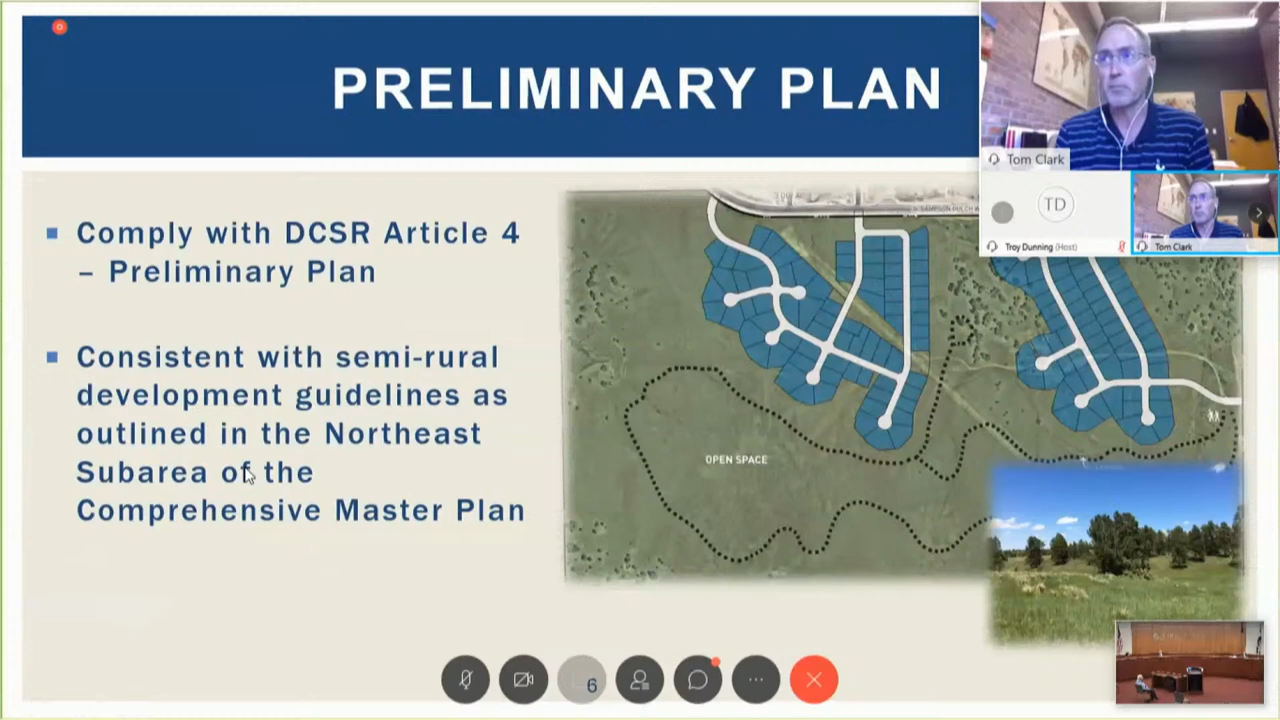 PRELIMINARY PLAN
Tom Clark
TD
Troy Dunning (Host)
Tom Clark
Comply with DCSR Article 4
– Preliminary Plan
Consistent with semi-rural
development guidelines as
outlined in the Northeast
Subarea of the
Comprehensive Master Plan
OPEN SPACE
6